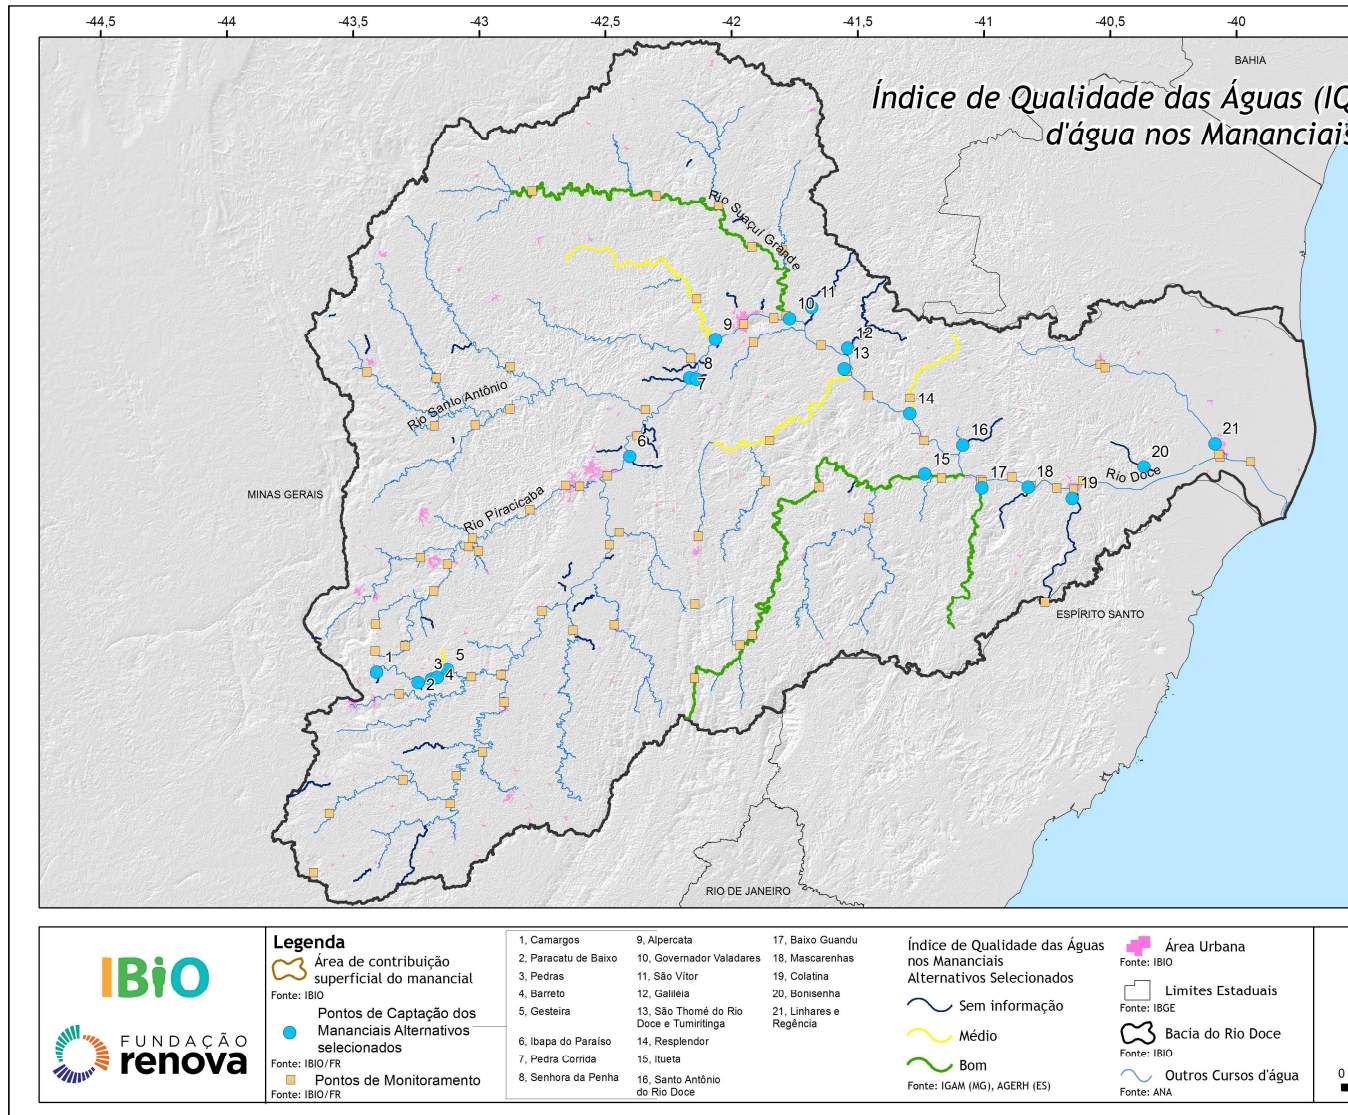 -44,5 -44 -43,5 -43 -42,5 -42 -41,5 -41 -40,5 -40
BAHIA
Índice de Qualidade das Águas (IQ
d'água nos Mananciais
Rio Suaçuí Grande
10
11
9
12
13
8
7
Rio Santo Antônio
14
6
16
21
MINAS GERAIS
15
17
18
20
Rio Doce
19
Rio Piracicaba
ESPÍRITO SANTO
1
3
5
4
2
RIO DE JANEIRO
IBiO
FUNDAÇÃO
renova
Legenda
Área de contribuição
superficial do manancial
Fonte: IBIO
Pontos de Captação dos
Mananciais Alternativos
selecionados
Fonte: IBIO/FR
Pontos de Monitoramento
Fonte: IBIO/FR
1, Camargos
2, Paracatu de Baixo
3, Pedras
4, Barreto
5, Gesteira
6, Ibapa do Paraíso
7, Pedra Corrida
8, Senhora da Penha
9, Alpercata
10, Governador Valadares
11, São Vítor
12, Galiléia
13, São Thomé do Rio
Doce e Tumiritinga
14, Resplendor
15, Itueta
16, Santo Antônio
do Rio Doce
17, Baixo Guandu
18, Mascarenhas
19, Colatina
20, Bonisenha
21, Linhares e
Regência
Índice de Qualidade das Águas
nos Mananciais
Alternativos Selecionados
Sem informação
Médio
Bom
Fonte: IGAM (MG), AGERH (ES)
Área Urbana
Fonte: IBIO
Limites Estaduais
Fonte: IBGE
Bacia do Rio Doce
Fonte: IBIO
Outros Cursos d'água
Fonte: ANA
0